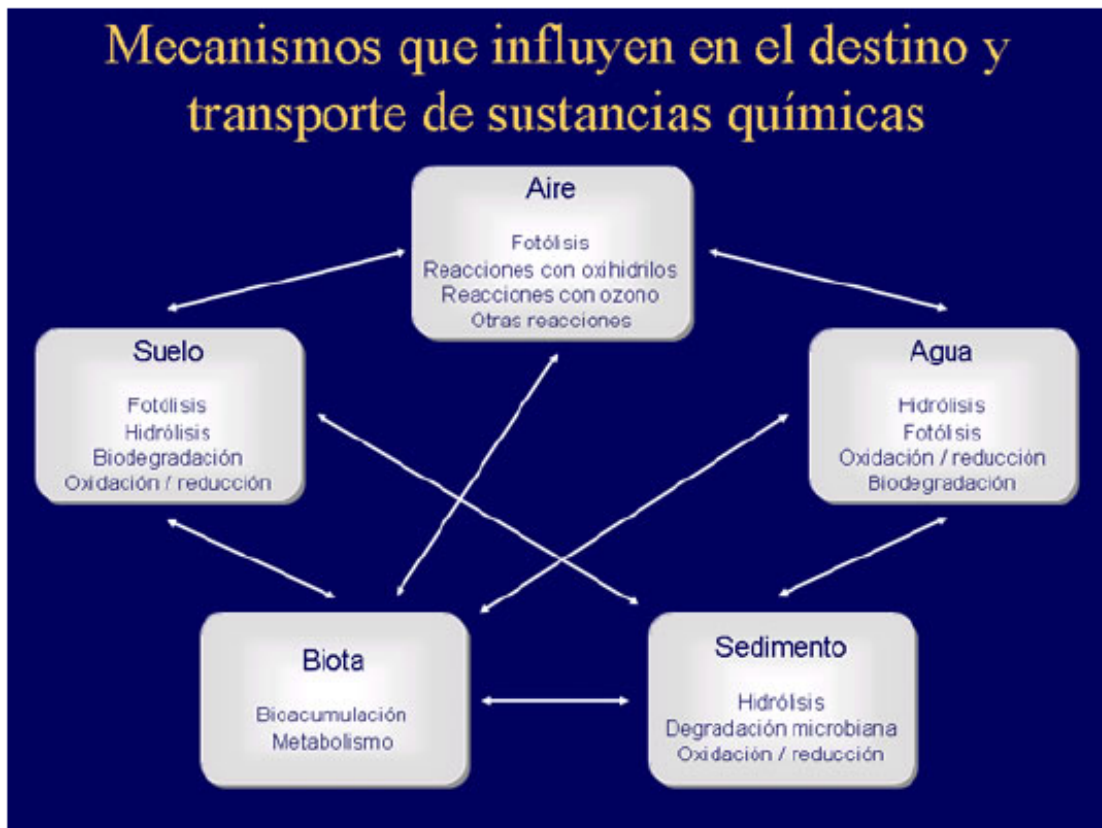 Mecanismos que influyen en el destino y
transporte de sustancias químicas
Aire
Fotólisis
Reacciones con oxihidrilos
Reacciones con ozono
Otras reacciones
Suelo
Fotólisis
Hidrólisis
Biodegradación
Oxidación / reducción
Agua
Hidrólisis
Fotólisis
Oxidación / reducción
Biodegradación
Biota
Bioacumulación
Metabolismo
Sedimento
Hidrólisis
Degradación microbiana
Oxidación / reducción